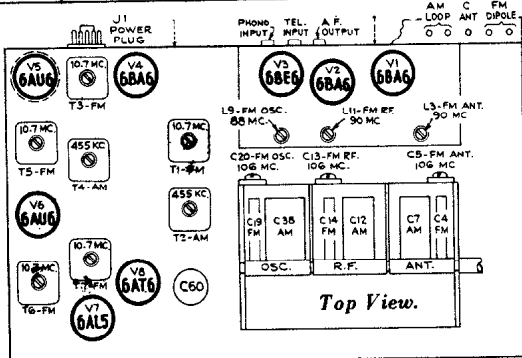 J1
POWER
PLUG
PHONO
INPUT
TEL.
INPUT
A.F.
OUTPUT
AM
LOOP
C
ANT
FM
DIPOLE
V5
6AU6
10.7 MC.
T3-FM
V4
6BA6
V3
6BE6
V2
6BA6
V1
6BA6
L9-FM OSC.
88 MC.
L11-FM RF.
90 MC
L3-FM ANT.
90 MC.
10.7 MC.
T5-FM
455 KC
T4-AM
10.7 MC.
455 KC.
T2-AM
C20-FM OSC.
106 MC.
C13-FM RF.
106 MC.
C5-FM ANT.
106 MC
V6
6AU6
C19
FM
C38
AM
C14
FM
C12
AM
C7
AM
C4
FM
OSC.
R.F.
ANT.
10.7 MC.
10.7 MC.
T6-FM
V8
6AT6
C60
V7
6AL5
Top View.